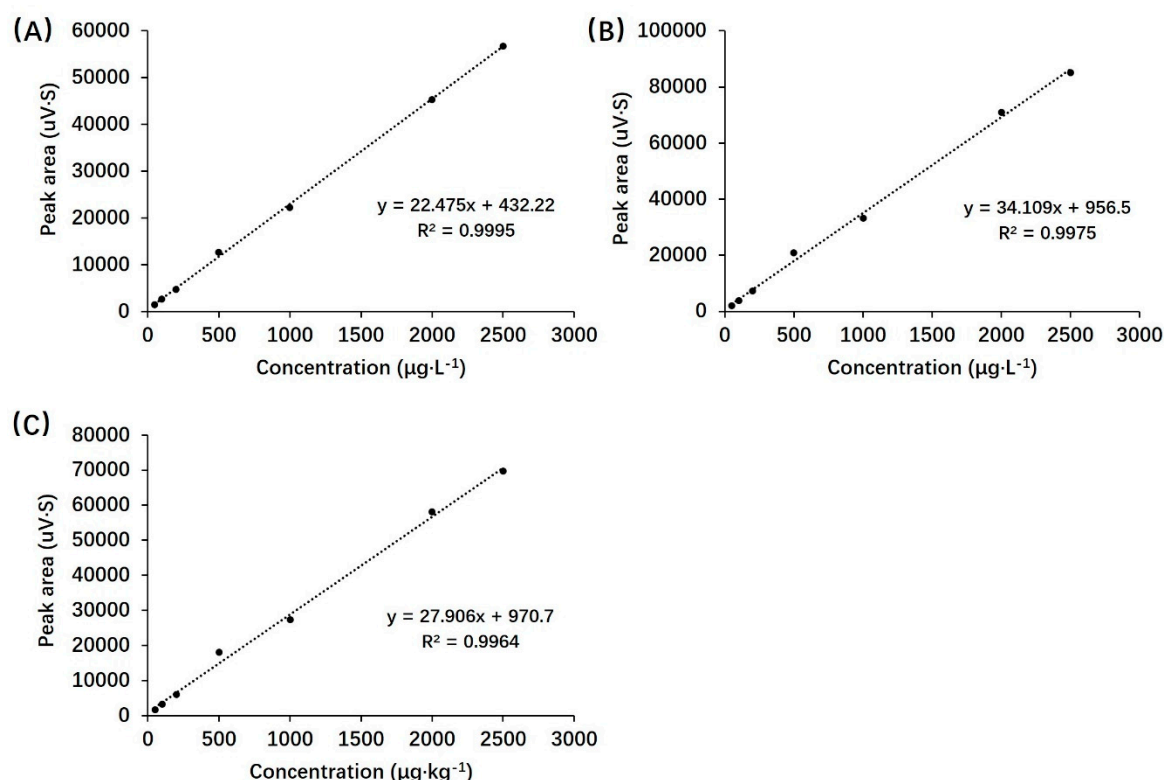 (A)
60000
50000
40000
30000
20000
10000
0
Peak area (uV·S)
y = 22.475x + 432.22
R² = 0.9995
0 500 1000 1500 2000 2500 3000
Concentration (µg·L⁻¹)
(B)
100000
80000
60000
40000
20000
0
Peak area (uV·S)
y = 34.109x + 956.5
R² = 0.9975
0 500 1000 1500 2000 2500 3000
Concentration (µg·L⁻¹)
(C)
80000
70000
60000
50000
40000
30000
20000
10000
0
Peak area (uV·S)
y = 27.906x + 970.7
R² = 0.9964
0 500 1000 1500 2000 2500 3000
Concentration (µg·kg⁻¹)